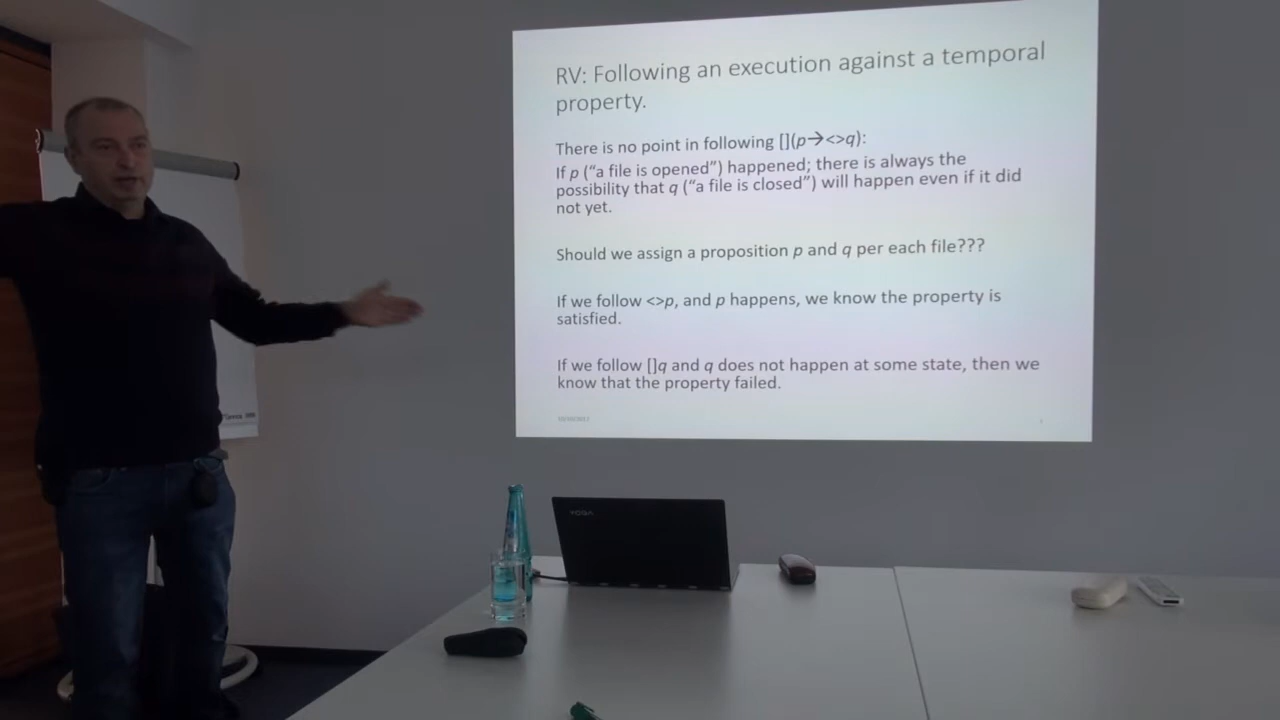 RV: Following an execution against a temporal
property.
There is no point in following [](p→<>q):
If p (“a file is opened”) happened; there is always the
possibility that q (“a file is closed”) will happen even if it did
not yet.
Should we assign a proposition p and q per each file???
If we follow <>p, and p happens, we know the property is
satisfied.
If we follow []q and q does not happen at some state, then we
know that the property failed.
YOGA